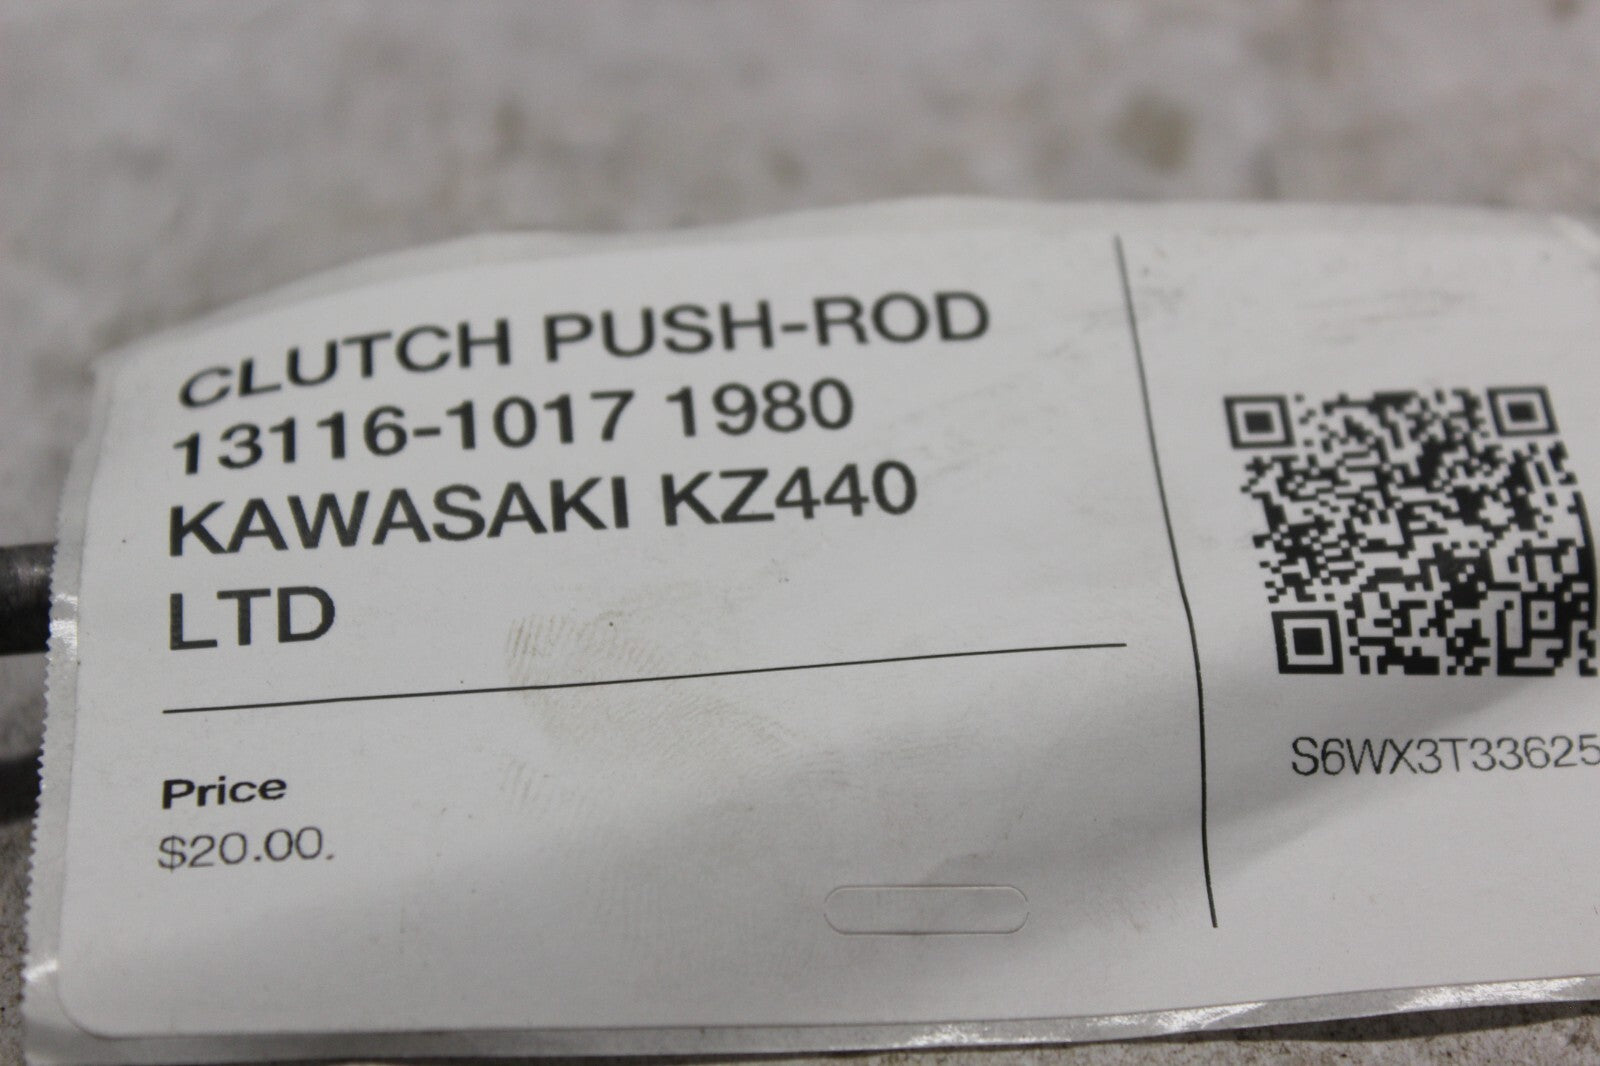 CLUTCH PUSH-ROD
13116-1017 1980
KAWASAKI KZ440
LTD
Price
$20.00.
S6WX3T33625